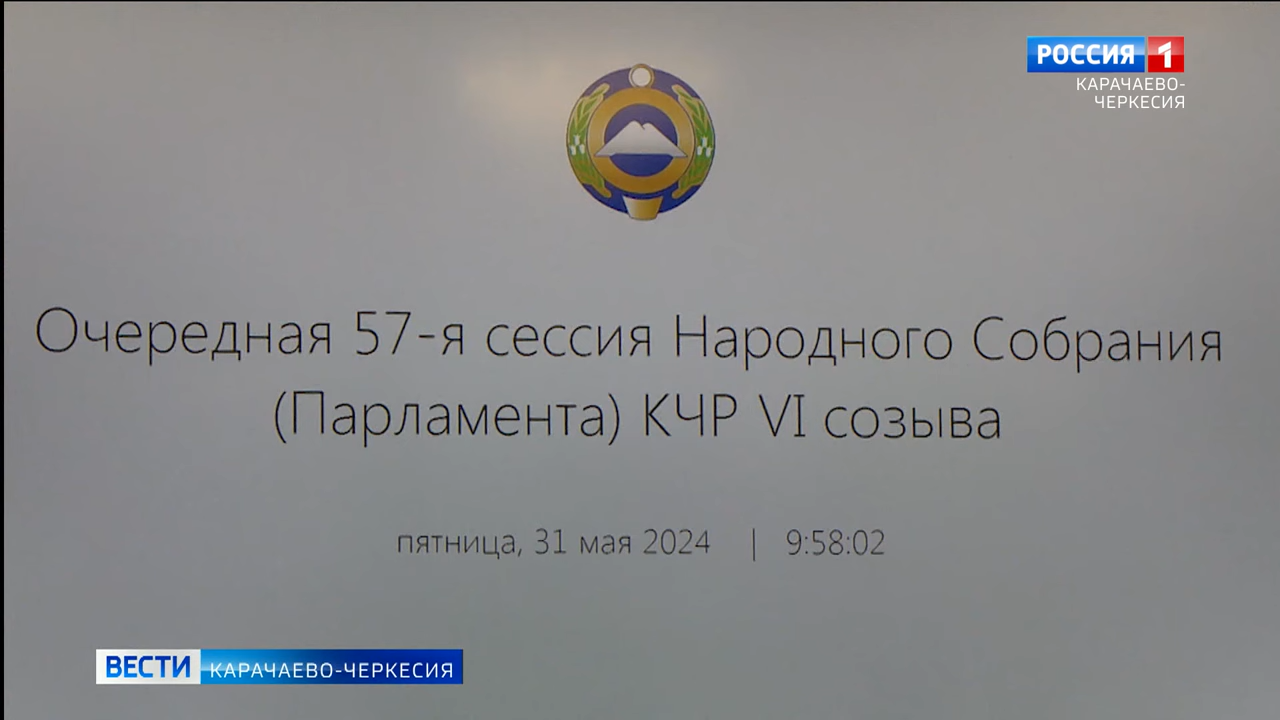 РОССИЯ 1
КАРАЧАЕВО-
ЧЕРКЕСИЯ
Очередная 57-я сессия Народного Собрания
(Парламента) КЧР VI созыва
пятница, 31 мая 2024 | 9:58:02
ВЕСТИ КАРАЧАЕВО-ЧЕРКЕСИЯ